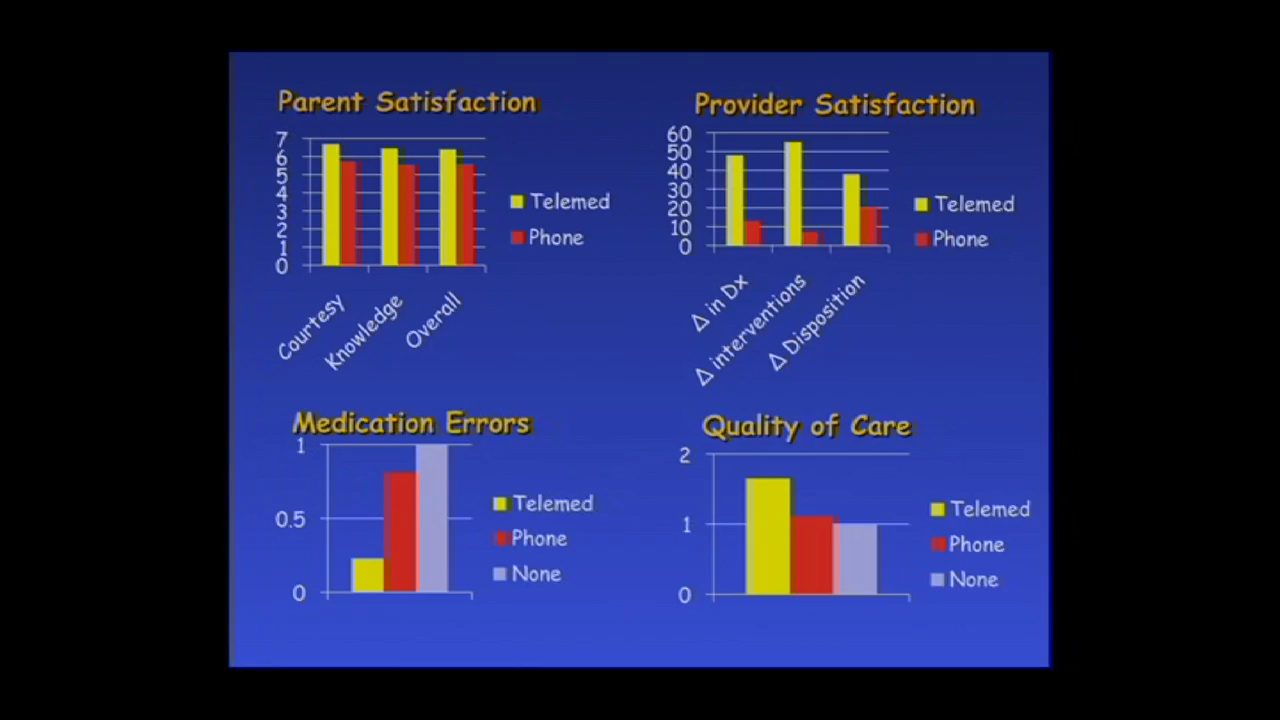 Parent Satisfaction
7
6
5
4
3
2
1
0
Courtesy
Knowledge
Overall
Telemed
Phone
Provider Satisfaction
60
50
40
30
20
10
0
Δ in Dx
Δ interventions
Δ Disposition
Telemed
Phone
Medication Errors
1
0.5
0
Telemed
Phone
None
Quality of Care
2
1
0
Telemed
Phone
None